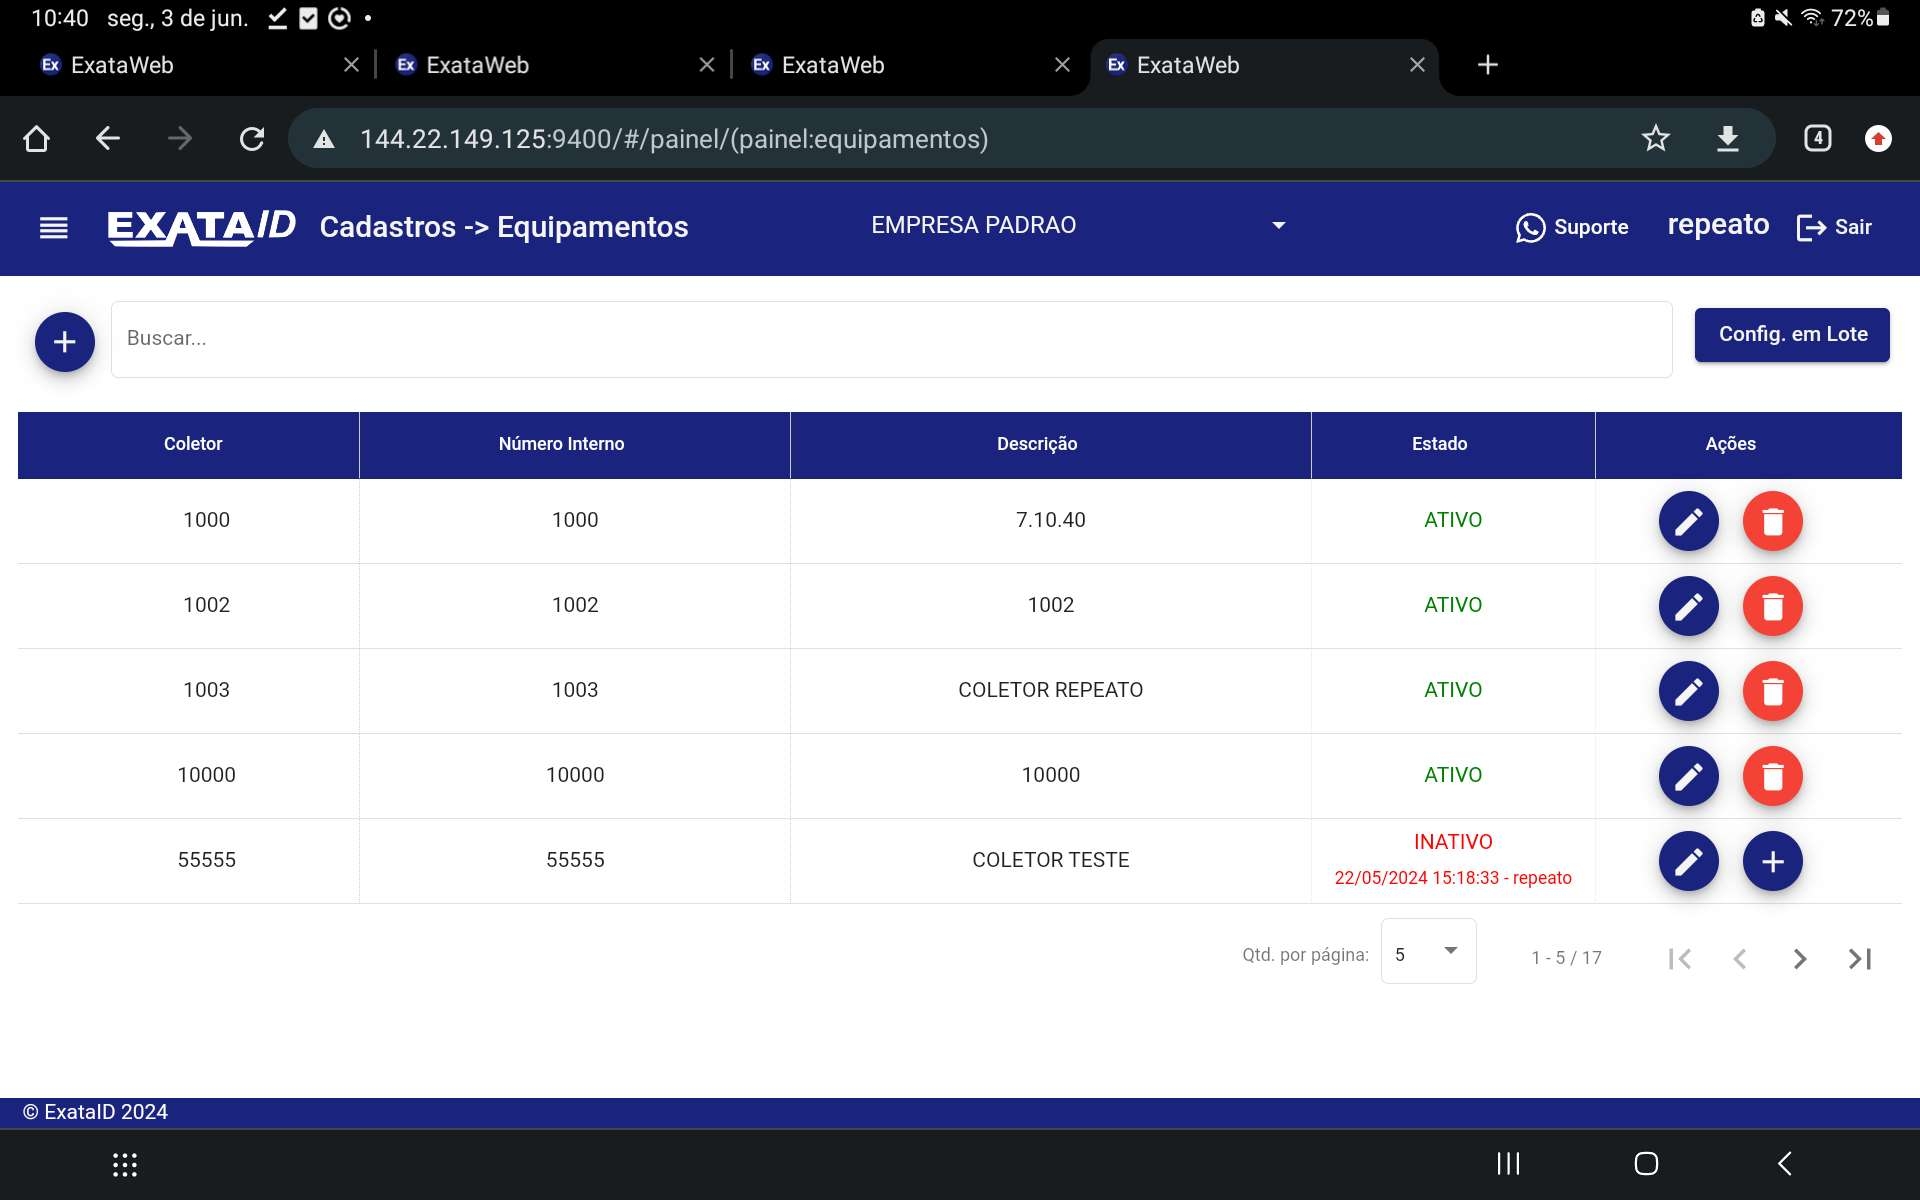 10:40 seg., 3 de jun. 72%
Ex ExataWeb Ex ExataWeb Ex ExataWeb Ex ExataWeb
144.22.149.125:9400/#/painel/(painel:equipamentos) 4
EXATAID Cadastros -> Equipamentos EMPRESA PADRAO Suporte repeato Sair
Buscar... Config. em Lote
Coletor Número Interno Descrição Estado Ações
1000 1000 7.10.40 ATIVO
1002 1002 1002 ATIVO
1003 1003 COLETOR REPEATO ATIVO
10000 10000 10000 ATIVO
55555 55555 COLETOR TESTE INATIVO
22/05/2024 15:18:33 - repeato
Qtd. por página: 5 1 - 5 / 17
© ExataID 2024